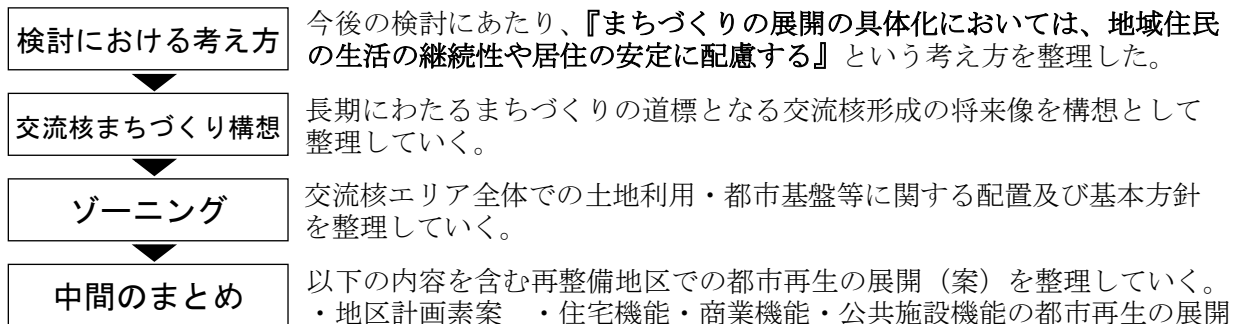 検討における考え方
今後の検討にあたり、『まちづくりの展開の具体化においては、地域住民
の生活の継続性や居住の安定に配慮する』という考え方を整理した。
交流核まちづくり構想
長期にわたるまちづくりの道標となる交流核形成の将来像を構想として
整理していく。
ゾーニング
交流核エリア全体での土地利用・都市基盤等に関する配置及び基本方針
を整理していく。
中間のまとめ
以下の内容を含む再整備地区での都市再生の展開（案）を整理していく。
・地区計画素案　・住宅機能・商業機能・公共施設機能の都市再生の展開